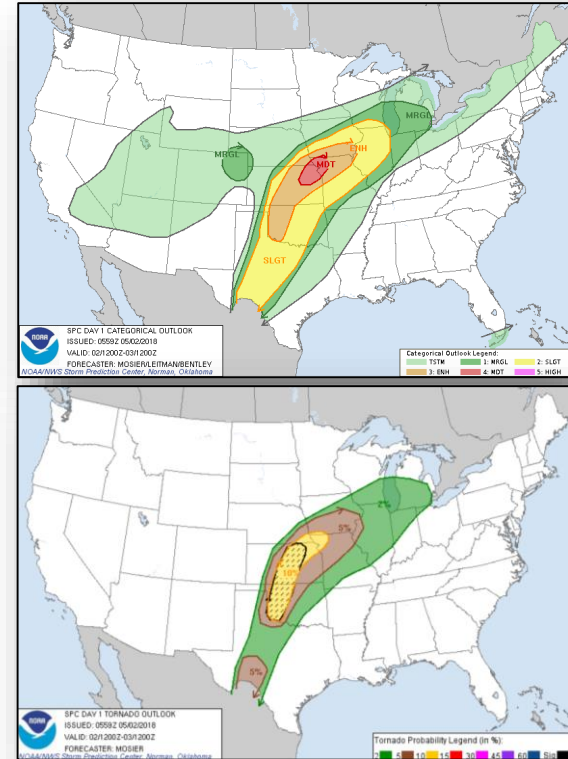 MRGL
MRGL
ENH
MDT
SLGT
NOAA
SPC DAY 1 CATEGORICAL OUTLOOK
ISSUED: 0559Z 05/02/2018
VALID: 02/1200Z-03/1200Z
FORECASTER: MOSIER/LEITMAN/BENTLEY
NOAA/NWS Storm Prediction Center, Norman, Oklahoma
Categorical Outlook Legend:
TSTM 1: MRGL 2: SLGT
3: ENH 4: MDT 5: HIGH
2%
5%
10%
5%
NOAA
SPC DAY 1 TORNADO OUTLOOK
ISSUED: 0559Z 05/02/2018
VALID: 02/1200Z-03/1200Z
FORECASTER: MOSIER
NOAA/NWS Storm Prediction Center, Norman, Oklahoma
Tornado Probability Legend (in %):
2 5 10 15 30 45 60 Sig